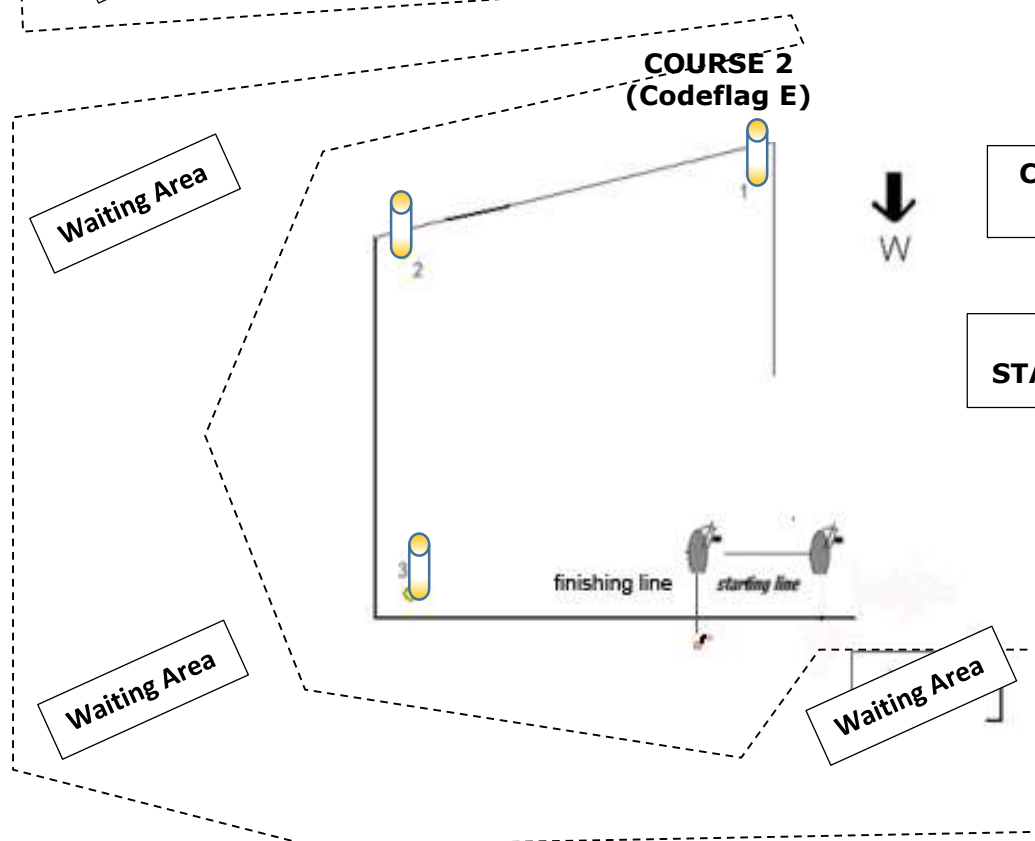 COURSE 2
(Codeflag E)
Waiting Area
1
C
2
W
STA
3
finishing line
starting line
Waiting Area
Waiting Area